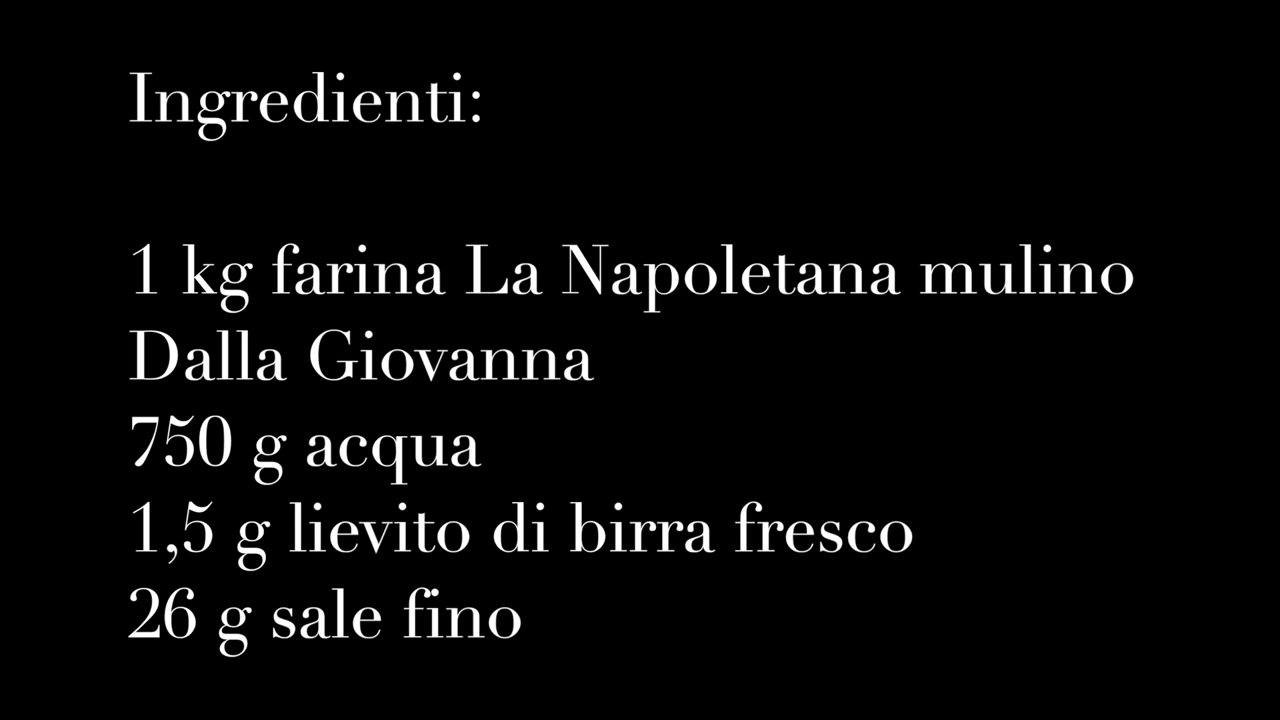 Ingredienti:
1 kg farina La Napoletana mulino
Dalla Giovanna
750 g acqua
1,5 g lievito di birra fresco
26 g sale fino